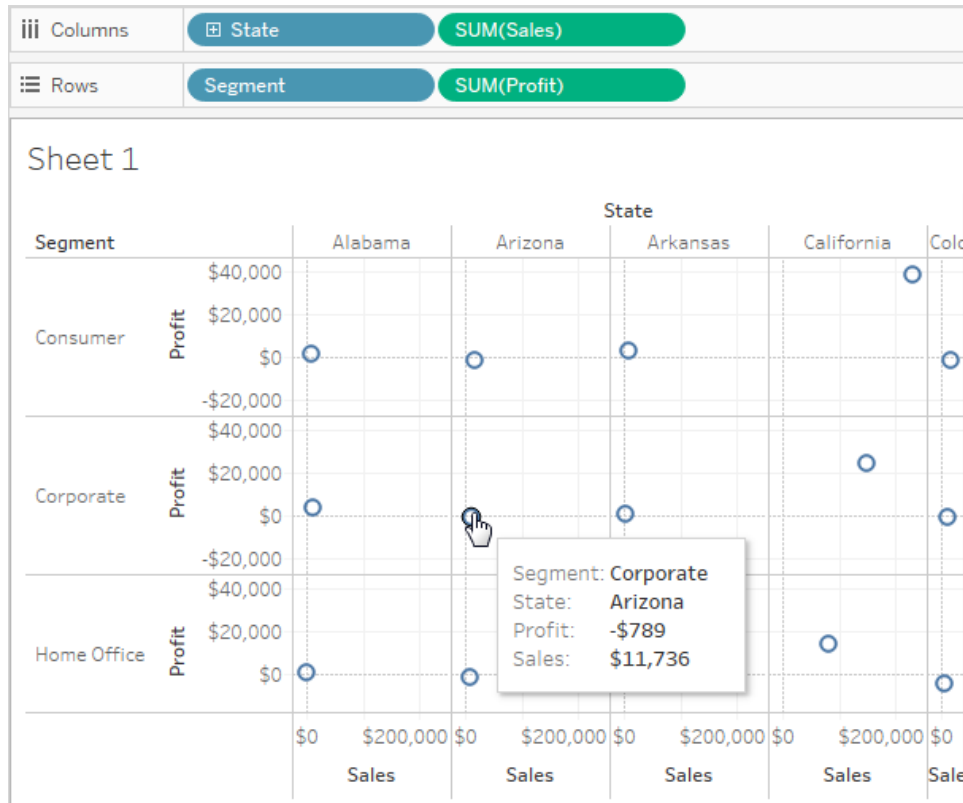 Columns State SUM(Sales)
Rows Segment SUM(Profit)
Sheet 1
State
Segment Alabama Arizona Arkansas California Colo
Consumer Profit $40,000 $20,000 $0 -$20,000
Corporate Profit $40,000 $20,000 $0 -$20,000
Segment: Corporate
State: Arizona
Profit: -$789
Sales: $11,736
Home Office Profit $40,000 $20,000 $0
$0 $200,000 $0 $200,000 $0 $200,000 $0 $200,000 $0
Sales Sales Sales Sales Sale